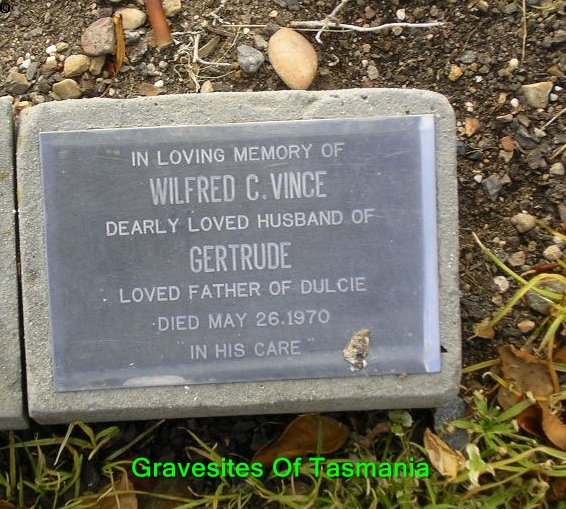 IN LOVING MEMORY OF
WILFRED C. VINCE
DEARLY LOVED HUSBAND OF
GERTRUDE
LOVED FATHER OF DULCIE
DIED MAY 26.1970
"IN HIS CARE"
Gravesites Of Tasmania